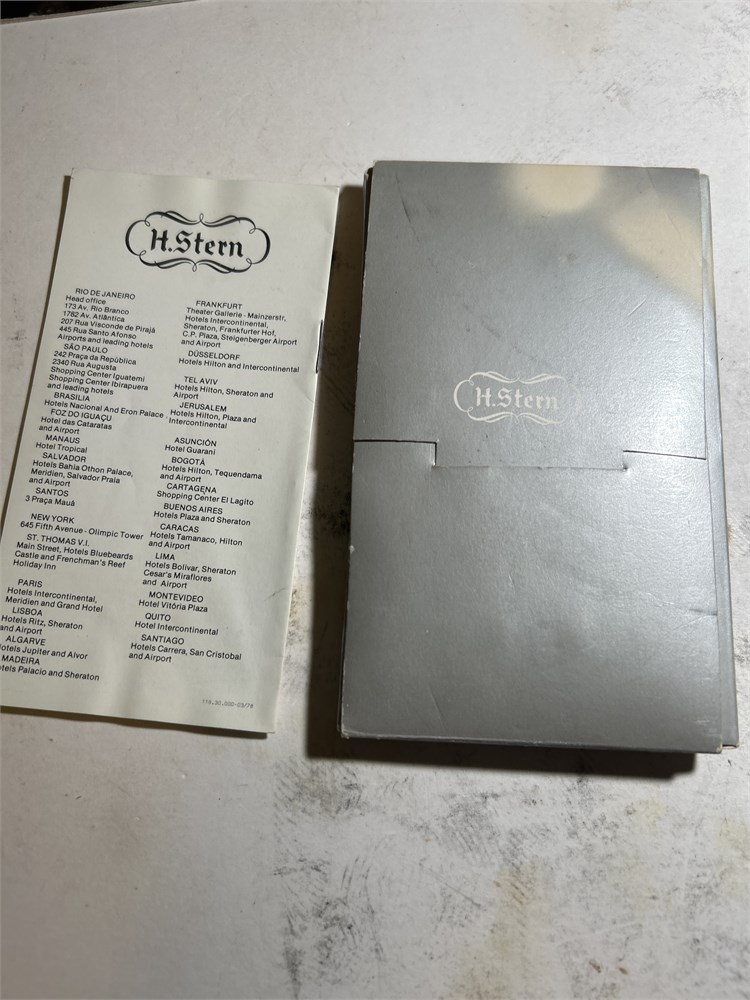 H.Stern
RIO DE JANEIRO
Head office
173 Av. Rio Branco
1782 Av. Atlântica
207 Rua Visconde de Pirajà
445 Rua Santo Afonso
Airports and leading hotels
SÃO PAULO
242 Praça da República
2340 Rua Augusta
Shopping Center Iguatemi
Shopping Center Ibirapuera
and leading hotels
BRASILIA
Hotels Nacional And Eron Palace
FOZ DO IGUAÇU
Hotel das Cataratas
and Airport
MANAUS
Hotel Tropical
SALVADOR
Hotels Bahia Othon Palace,
Meridien, Salvador Praia
and Airport
SANTOS
3 Praça Mauà
NEW YORK
645 Fifth Avenue - Olimpic Tower
ST. THOMAS V.I.
Main Street, Hotels Bluebeards
Castle and Frenchman's Reef
Holiday Inn
PARIS
Hotels Intercontinental,
Meridien and Grand Hotel
LISBOA
Hotels Ritz, Sheraton
and Airport
ALGARVE
otels Jupiter and Alvor
MADEIRA
otels Palacio and Sheraton
FRANKFURT
Theater Gallerie - Mainzerstr,
Hotels Intercontinental,
Sheraton, Frankfurter Hof,
C.P. Plaza, Steigenberger Airport
and Airport
DÜSSELDORF
Hotels Hilton and Intercontinental
TEL AVIV
Hotels Hilton, Sheraton and
Airport
JERUSALEM
Hotels Hilton, Plaza and
Intercontinental
ASUNCIÓN
Hotel Guarani
BOGOTÁ
Hotels Hilton, Tequendama
and Airport
CARTAGENA
Shopping Center El Lagito
BUENOS AIRES
Hotels Plaza and Sheraton
CARACAS
Hotels Tamanaco, Hilton
and Airport
LIMA
Hotels Bolivar, Sheraton
Cesar's Miraflores
and Airport
MONTEVIDEO
Hotel Vitória Plaza
QUITO
Hotel Intercontinental
SANTIAGO
Hotels Carrera, San Cristobal
and Airport
118.30.000-03/78
H.Stern